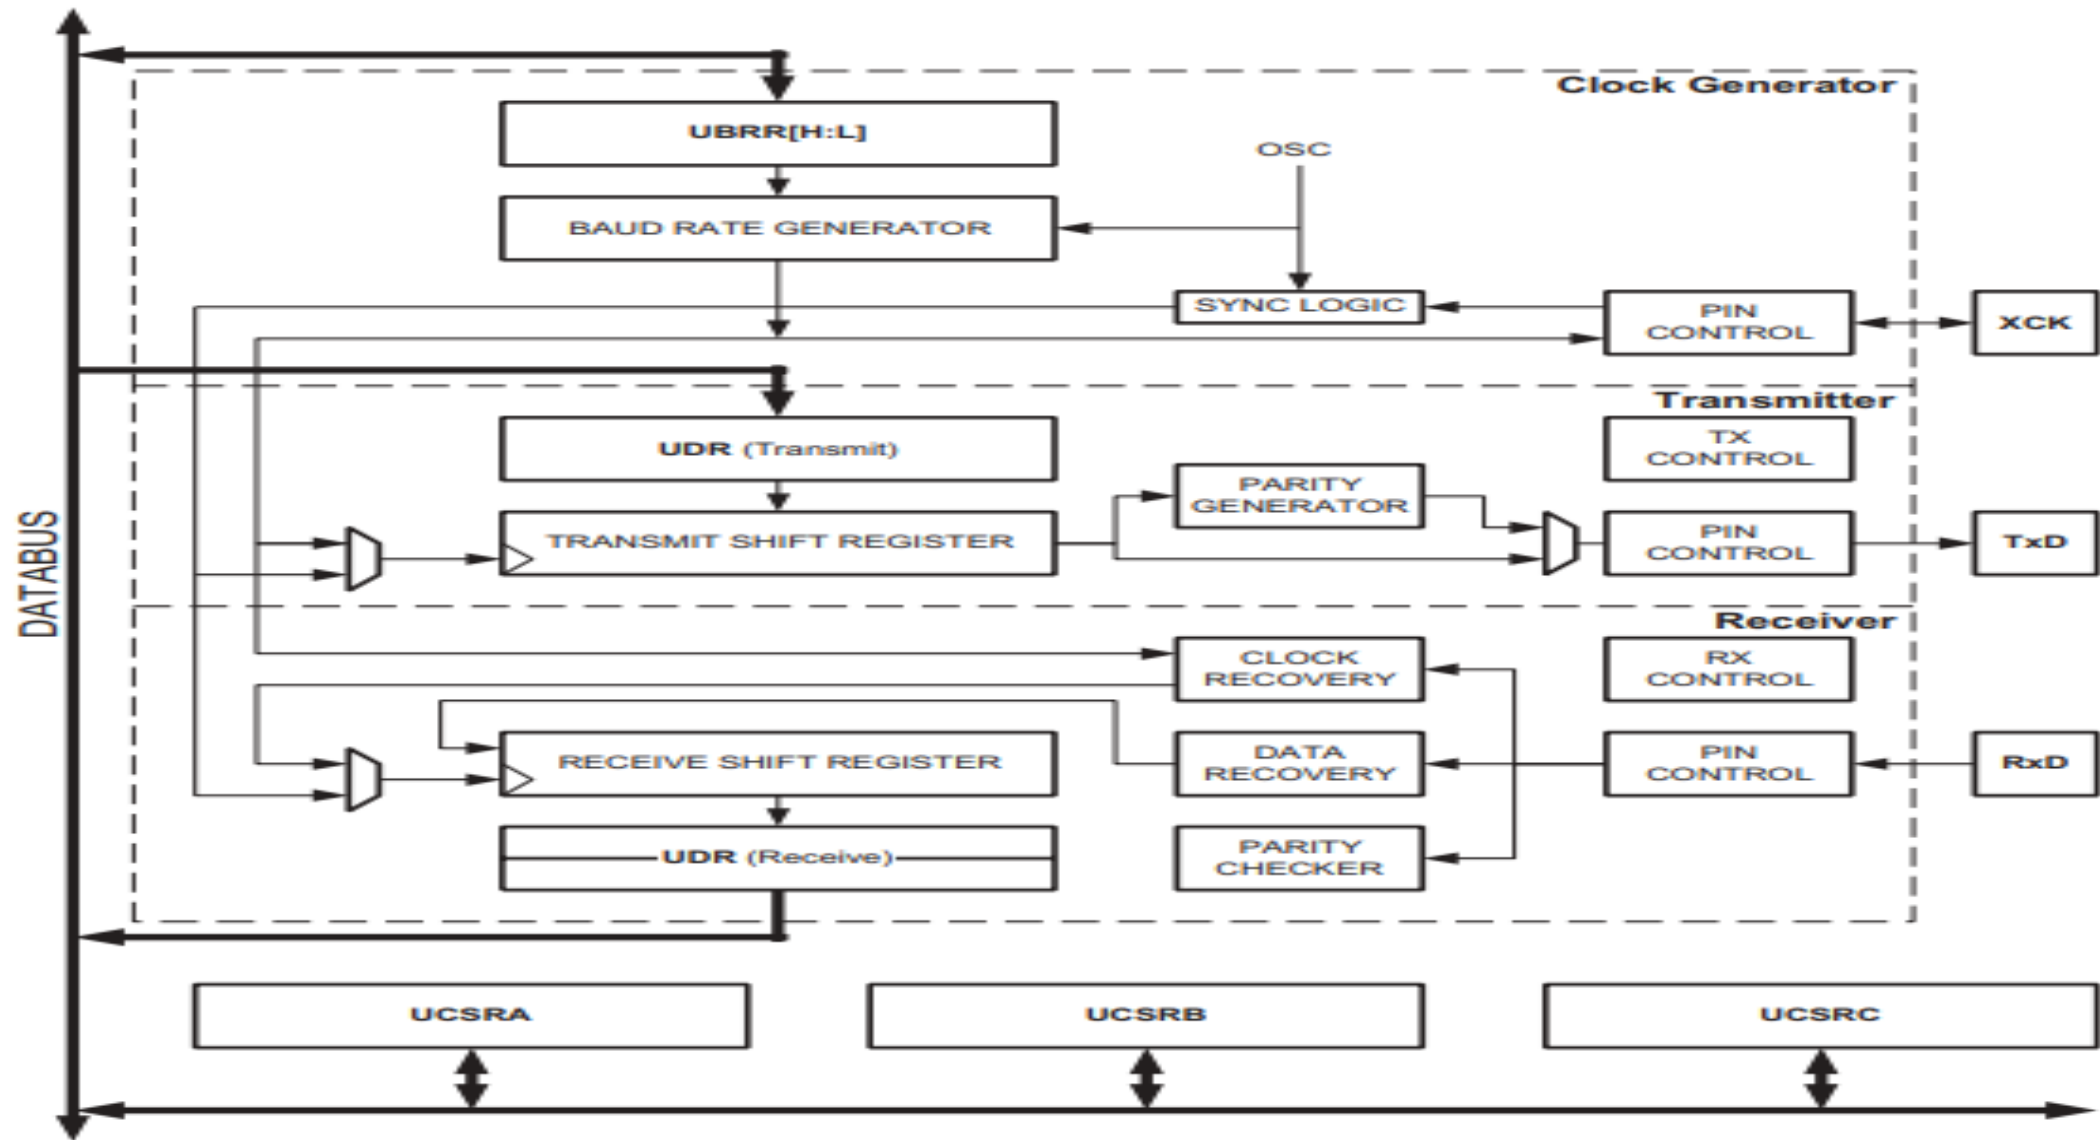 Clock Generator
UBRR[H:L]
OSC
BAUD RATE GENERATOR
SYNC LOGIC
PIN
CONTROL
XCK
Transmitter
UDR (Transmit)
TX
CONTROL
PARITY
GENERATOR
TRANSMIT SHIFT REGISTER
PIN
CONTROL
TxD
DATABUS
Receiver
CLOCK
RECOVERY
RX
CONTROL
RECEIVE SHIFT REGISTER
DATA
RECOVERY
PIN
CONTROL
RxD
UDR (Receive)
PARITY
CHECKER
UCSRA
UCSRB
UCSRC